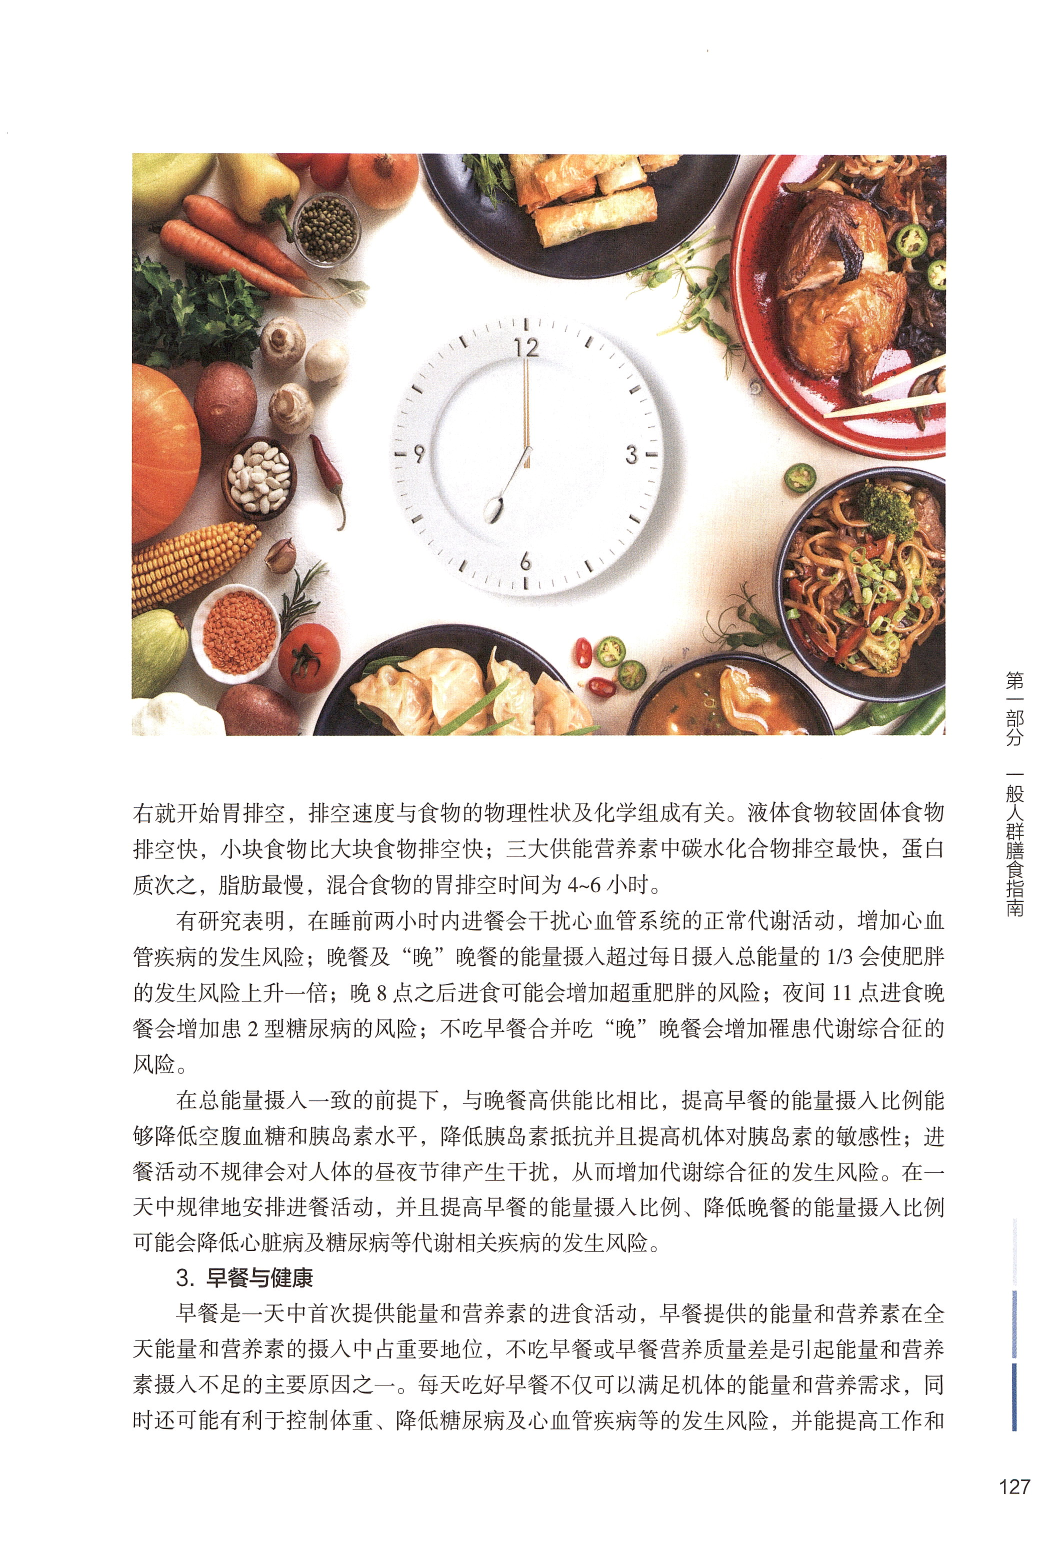 12
9
3
6
右就开始胃排空，排空速度与食物的物理性状及化学组成有关。液体食物较固体食物
排空快，小块食物比大块食物排空快；三大供能营养素中碳水化合物排空最快，蛋白
质次之，脂肪最慢，混合食物的胃排空时间为 4~6 小时。
有研究表明，在睡前两小时内进餐会干扰心血管系统的正常代谢活动，增加心血
管疾病的发生风险；晚餐及“晚”晚餐的能量摄入超过每日摄入总能量的 1/3 会使肥胖
的发生风险上升一倍；晚 8 点之后进食可能会增加超重肥胖的风险；夜间 11 点进食晚
餐会增加患 2 型糖尿病的风险；不吃早餐合并吃“晚”晚餐会增加罹患代谢综合征的
风险。
在总能量摄入一致的前提下，与晚餐高供能比相比，提高早餐的能量摄入比例能
够降低空腹血糖和胰岛素水平，降低胰岛素抵抗并且提高机体对胰岛素的敏感性；进
餐活动不规律会对人体的昼夜节律产生干扰，从而增加代谢综合征的发生风险。在一
天中规律地安排进餐活动，并且提高早餐的能量摄入比例、降低晚餐的能量摄入比例
可能会降低心脏病及糖尿病等代谢相关疾病的发生风险。
3. 早餐与健康
早餐是一天中首次提供能量和营养素的进食活动，早餐提供的能量和营养素在全
天能量和营养素的摄入中占重要地位，不吃早餐或早餐营养质量差是引起能量和营养
素摄入不足的主要原因之一。每天吃好早餐不仅可以满足机体的能量和营养需求，同
时还可能有利于控制体重、降低糖尿病及心血管疾病等的发生风险，并能提高工作和
第一部分 一般人群膳食指南
127